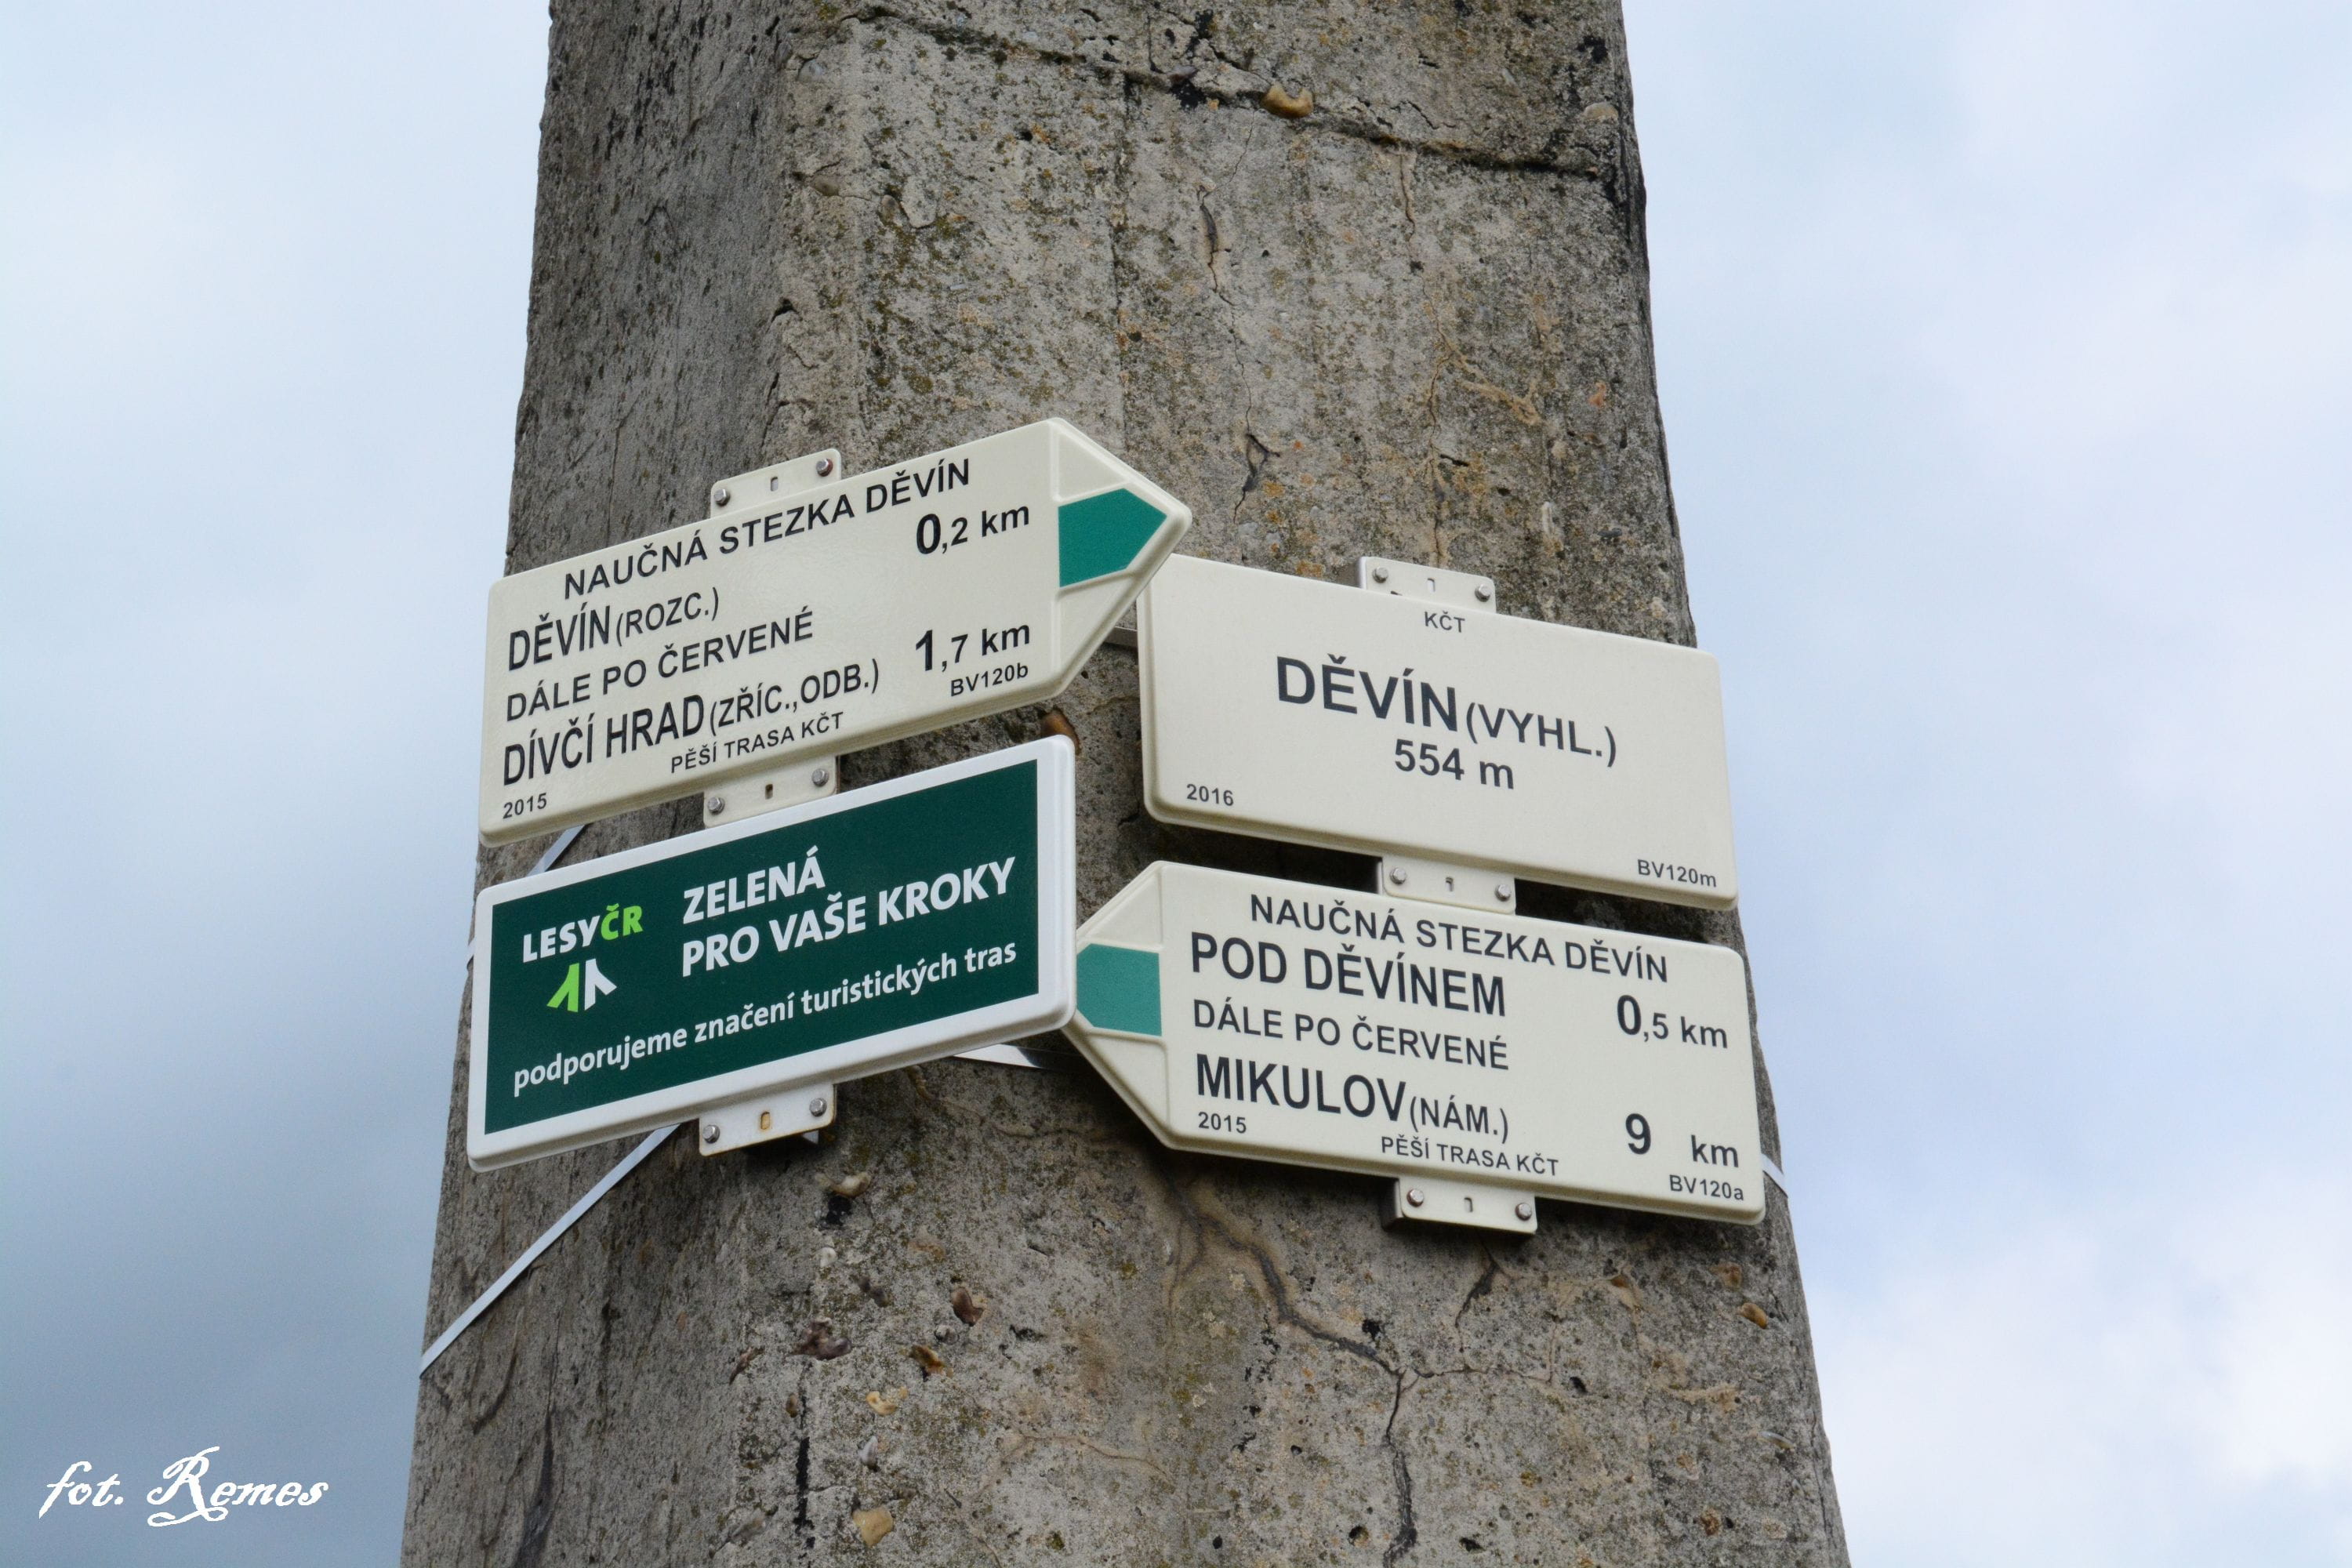 NAUČNÁ STEZKA DĚVÍN
DĚVÍN (ROZC.) 0,2 km
DÁLE PO ČERVENÉ
DÍVČÍ HRAD (ZŘÍC.,ODB.) 1,7 km
BV120b
PĚŠÍ TRASA KČT
2015
LESYČR
ZELENÁ
PRO VAŠE KROKY
podporujeme značení turistických tras
KČT
DĚVÍN (VYHL.)
554 m
2016
BV120m
NAUČNÁ STEZKA DĚVÍN
POD DĚVÍNEM 0,5 km
DÁLE PO ČERVENÉ
MIKULOV (NÁM.) 9 km
2015
PĚŠÍ TRASA KČT
BV120a
fot. Remes